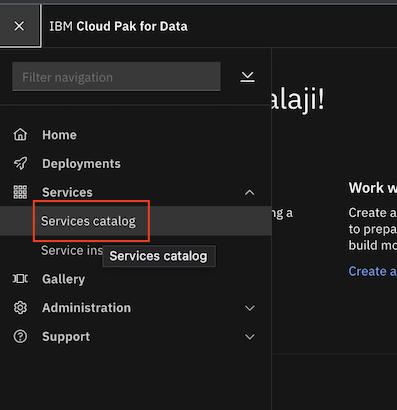 IBM Cloud Pak for Data
Filter navigation
alaji!
Home
Deployments
Services
Work w
Services catalog
ng a
Create a
Service ins
Services catalog
to prepa
build mo
Gallery
Create a
Administration
Support